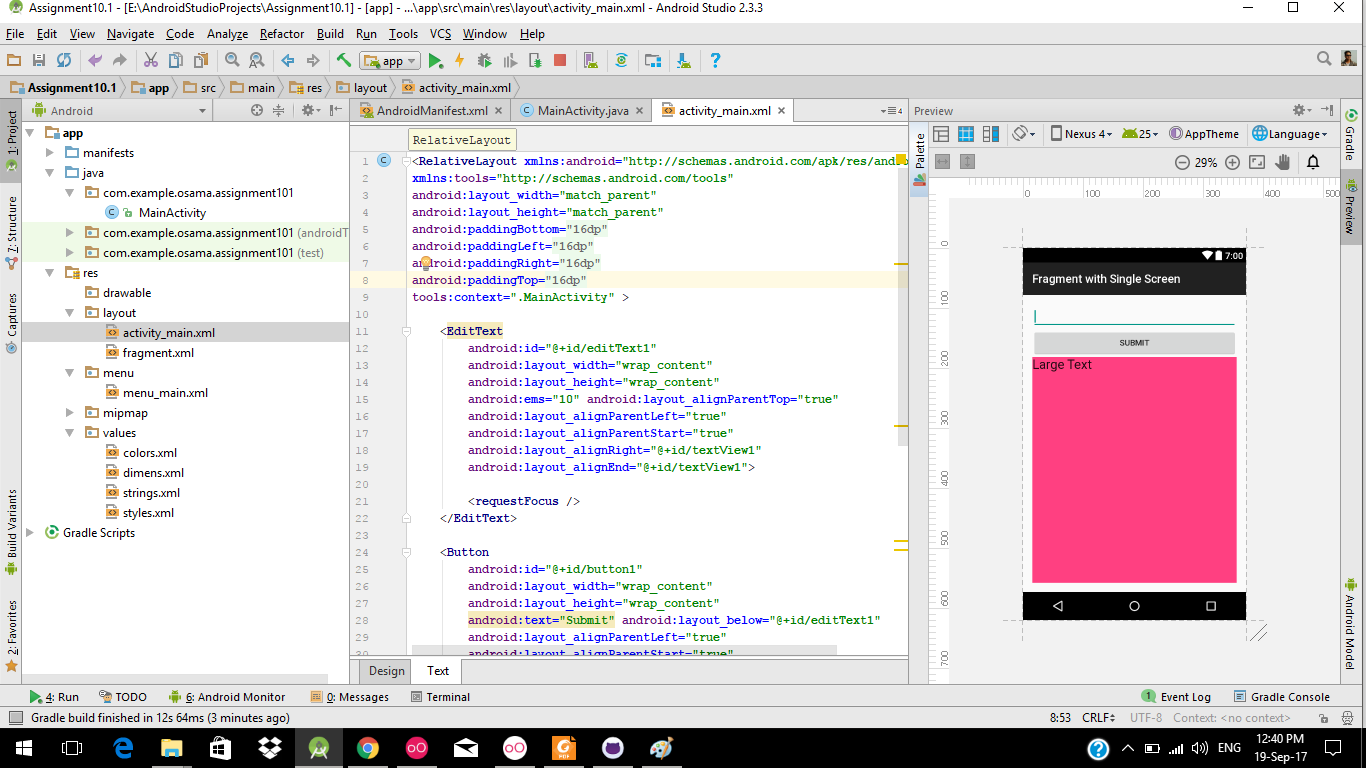 Assignment10.1 - [E:\AndroidStudioProjects\Assignment10.1] - [app] - ...\app\src\main\res\layout\activity_main.xml - Android Studio 2.3.3
File Edit View Navigate Code Analyze Refactor Build Run Tools VCS Window Help
app
Assignment10.1 app src main res layout activity_main.xml
Android
AndroidManifest.xml MainActivity.java activity_main.xml
4
Preview
1: Project
7: Structure
Captures
Build Variants
2: Favorites
app
manifests
java
com.example.osama.assignment101
MainActivity
com.example.osama.assignment101 (androidT
com.example.osama.assignment101 (test)
res
drawable
layout
activity_main.xml
fragment.xml
menu
menu_main.xml
mipmap
values
colors.xml
dimens.xml
strings.xml
styles.xml
Gradle Scripts
RelativeLayout
1 <RelativeLayout xmlns:android="http://schemas.android.com/apk/res/andro
2 xmlns:tools="http://schemas.android.com/tools"
3 android:layout_width="match_parent"
4 android:layout_height="match_parent"
5 android:paddingBottom="16dp"
6 android:paddingLeft="16dp"
7 android:paddingRight="16dp"
8 android:paddingTop="16dp"
9 tools:context=".MainActivity" >
10
11 <EditText
12 android:id="@+id/editText1"
13 android:layout_width="wrap_content"
14 android:layout_height="wrap_content"
15 android:ems="10" android:layout_alignParentTop="true"
16 android:layout_alignParentLeft="true"
17 android:layout_alignParentStart="true"
18 android:layout_alignRight="@+id/textView1"
19 android:layout_alignEnd="@+id/textView1">
20
21 <requestFocus />
22 </EditText>
23
24 <Button
25 android:id="@+id/button1"
26 android:layout_width="wrap_content"
27 android:layout_height="wrap_content"
28 android:text="Submit" android:layout_below="@+id/editText1"
29 android:layout_alignParentLeft="true"
30 android:layout_alignParentStart="true"
Design Text
Palette
Nexus 4 25 AppTheme Language
29%
0 100 200 300 400 500
0
100
200
300
400
500
600
700
7:00
Fragment with Single Screen
SUBMIT
Large Text
Gradle
Preview
Android Model
4: Run TODO 6: Android Monitor 0: Messages Terminal
1 Event Log Gradle Console
Gradle build finished in 12s 64ms (3 minutes ago)
8:53 CRLF UTF-8 Context: <no context>
ENG
12:40 PM
19-Sep-17